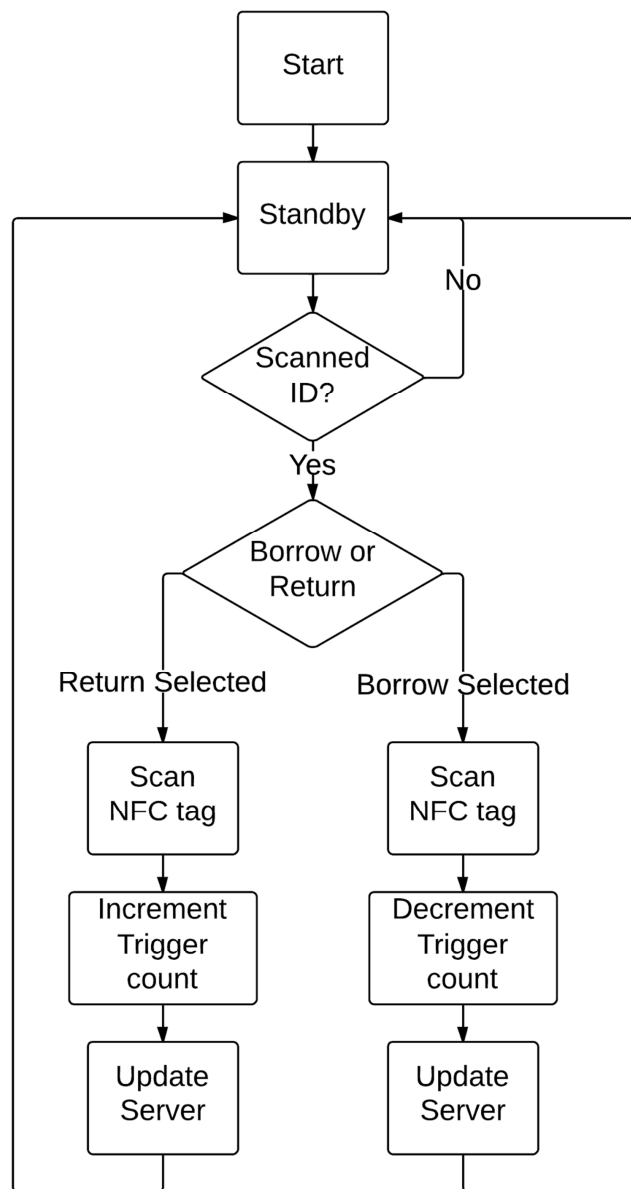 Start
Standby
No
Scanned
ID?
Yes
Borrow or
Return
Return Selected
Borrow Selected
Scan
NFC tag
Scan
NFC tag
Increment
Trigger
count
Decrement
Trigger
count
Update
Server
Update
Server